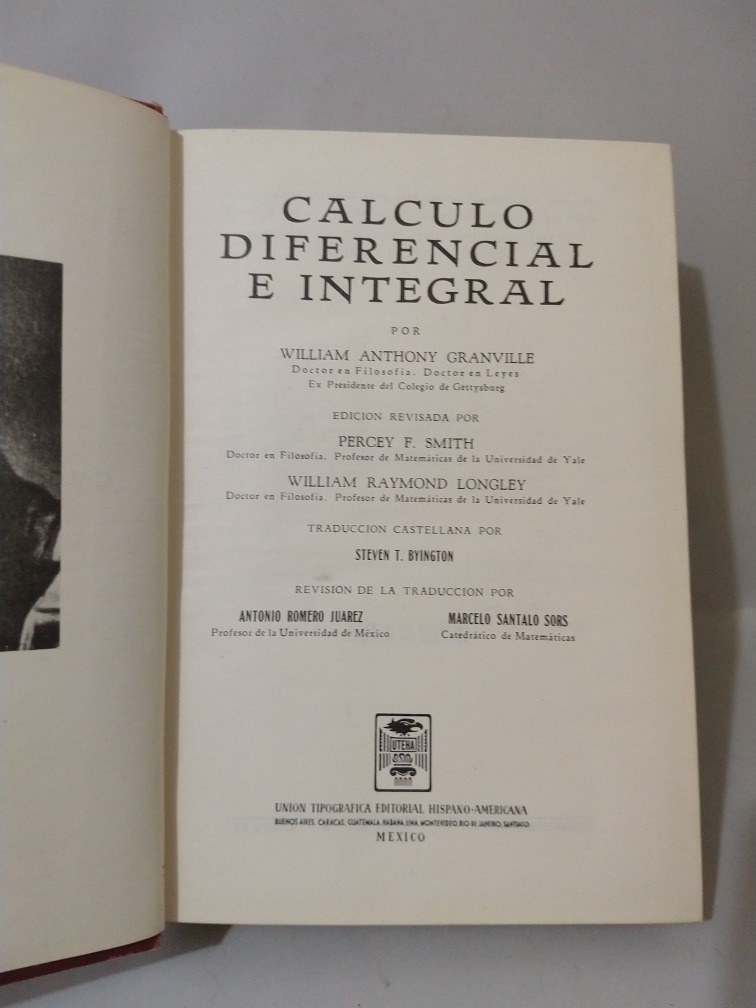 CALCULO
DIFERENCIAL
E INTEGRAL
POR
WILLIAM ANTHONY GRANVILLE
Doctor en Filosofía. Doctor en Leyes
Ex Presidente del Colegio de Gettysburg
EDICION REVISADA POR
PERCEY F. SMITH
Doctor en Filosofía. Profesor de Matemáticas de la Universidad de Yale
WILLIAM RAYMOND LONGLEY
Doctor en Filosofía. Profesor de Matemáticas de la Universidad de Yale
TRADUCCION CASTELLANA POR
STEVEN T. BYINGTON
REVISION DE LA TRADUCCION POR
ANTONIO ROMERO JUAREZ
Profesor de la Universidad de México
MARCELO SANTALO SORS
Catedrático de Matemáticas
UTEHA
UNION TIPOGRAFICA EDITORIAL HISPANO-AMERICANA
BUENOS AIRES, CARACAS, GUATEMALA, HABANA, LIMA, MONTEVIDEO, RIO DE JANEIRO, SANTIAGO
MEXICO